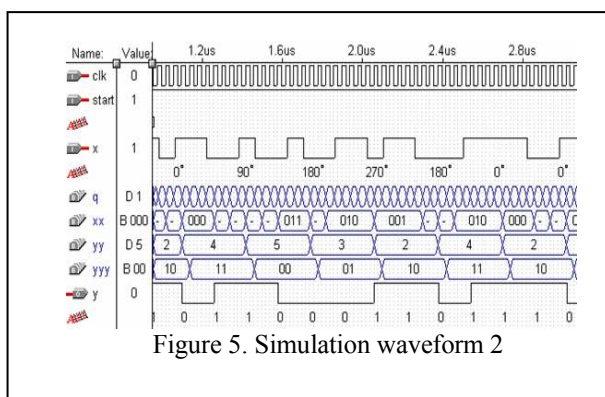 Name: Value: 1.2us 1.6us 2.0us 2.4us 2.8us
clk 0
start 1
x 1
0° 90° 180° 270° 180° 0° 0°
q D 1
xx B 000 - - 000 - - - - 011 - 010 001 - - 010 000 - -
yy D 5 2 4 5 3 2 4 2
yyy B 00 10 11 00 01 10 11 10
y 0
1 0 1 1 0 0 0 1 1 0 1 1 1 0
Figure 5. Simulation waveform 2